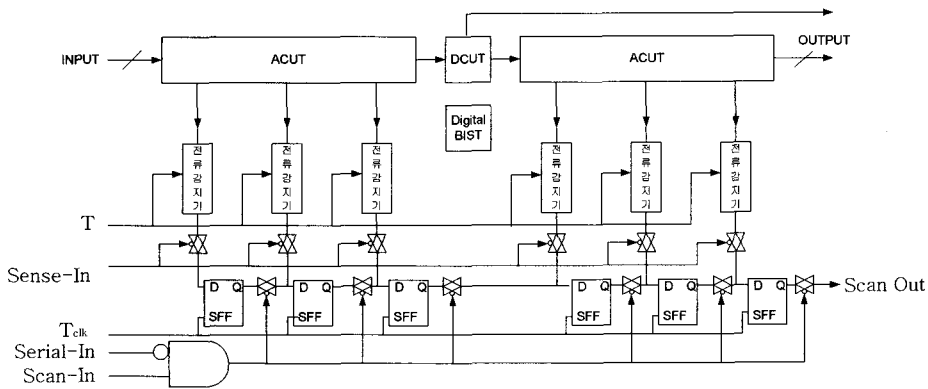 INPUT
ACUT
DCUT
ACUT
OUTPUT
Digital
BIST
전류감지기
전류감지기
전류감지기
전류감지기
전류감지기
전류감지기
T
Sense-In
D Q
SFF
D Q
SFF
D Q
SFF
D Q
SFF
D Q
SFF
D Q
SFF
Scan Out
Tclk
Serial-In
Scan-In